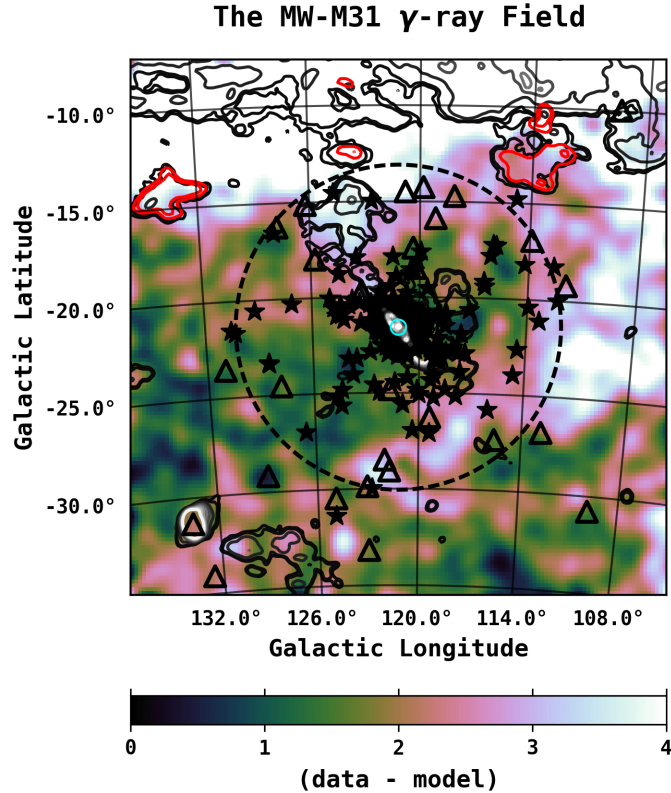 The MW-M31 γ-ray Field
-10.0°
-15.0°
-20.0°
-25.0°
-30.0°
Galactic Latitude
132.0° 126.0° 120.0° 114.0° 108.0°
Galactic Longitude
0 1 2 3 4
(data - model)